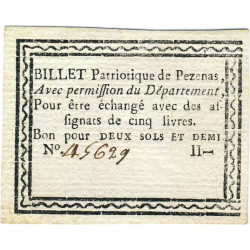 BILLET Patriotique de Pezenas,
Avec permission du Département,
Pour être échangé avec des aſ-
ſignats de cinq livres.
Bon pour DEUX SOLS ET DEMI.
No. 45629